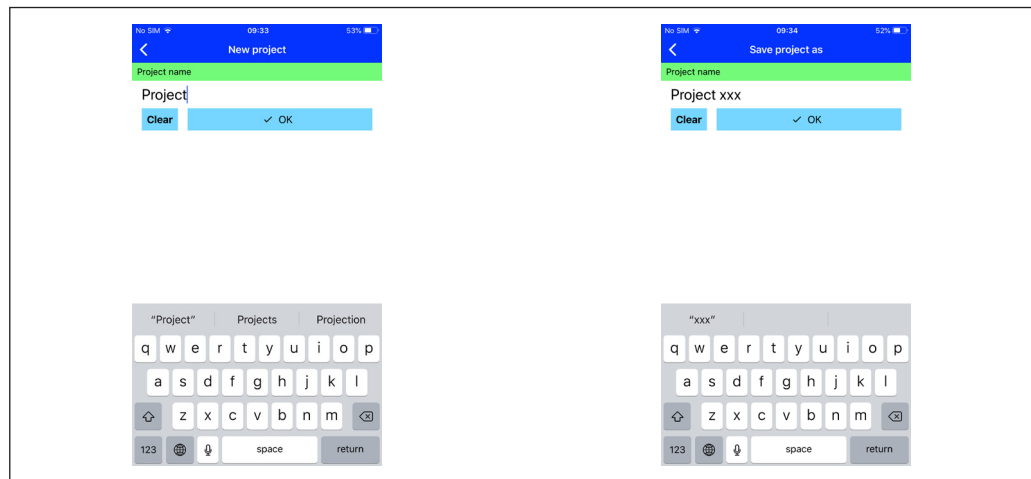 No SIM 09:33 53%
New project
Project name
Project
Clear ✓ OK
"Project" Projects Projection
q w e r t y u i o p
a s d f g h j k l
z x c v b n m
123 space return
No SIM 09:34 52%
Save project as
Project name
Project xxx
Clear ✓ OK
"xxx"
q w e r t y u i o p
a s d f g h j k l
z x c v b n m
123 space return